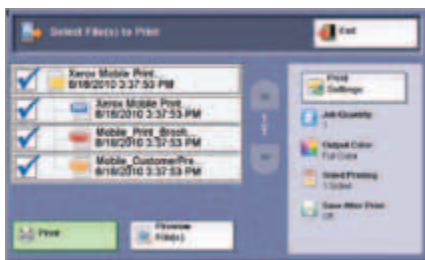 Select File(s) to Print
Exit
Xerox Mobile Print...
8/18/2010 3:37:53 PM
Xerox Mobile Print...
8/18/2010 3:37:53 PM
Mobile_Print_Broch...
8/18/2010 3:37:53 PM
Mobile_CustomerPre...
8/18/2010 3:37:53 PM
Print
Settings
Job Quantity
1
Output Color
Full Color
Sided Printing
1 Sided
Save After Print
Off
Print
Preview
File(s)